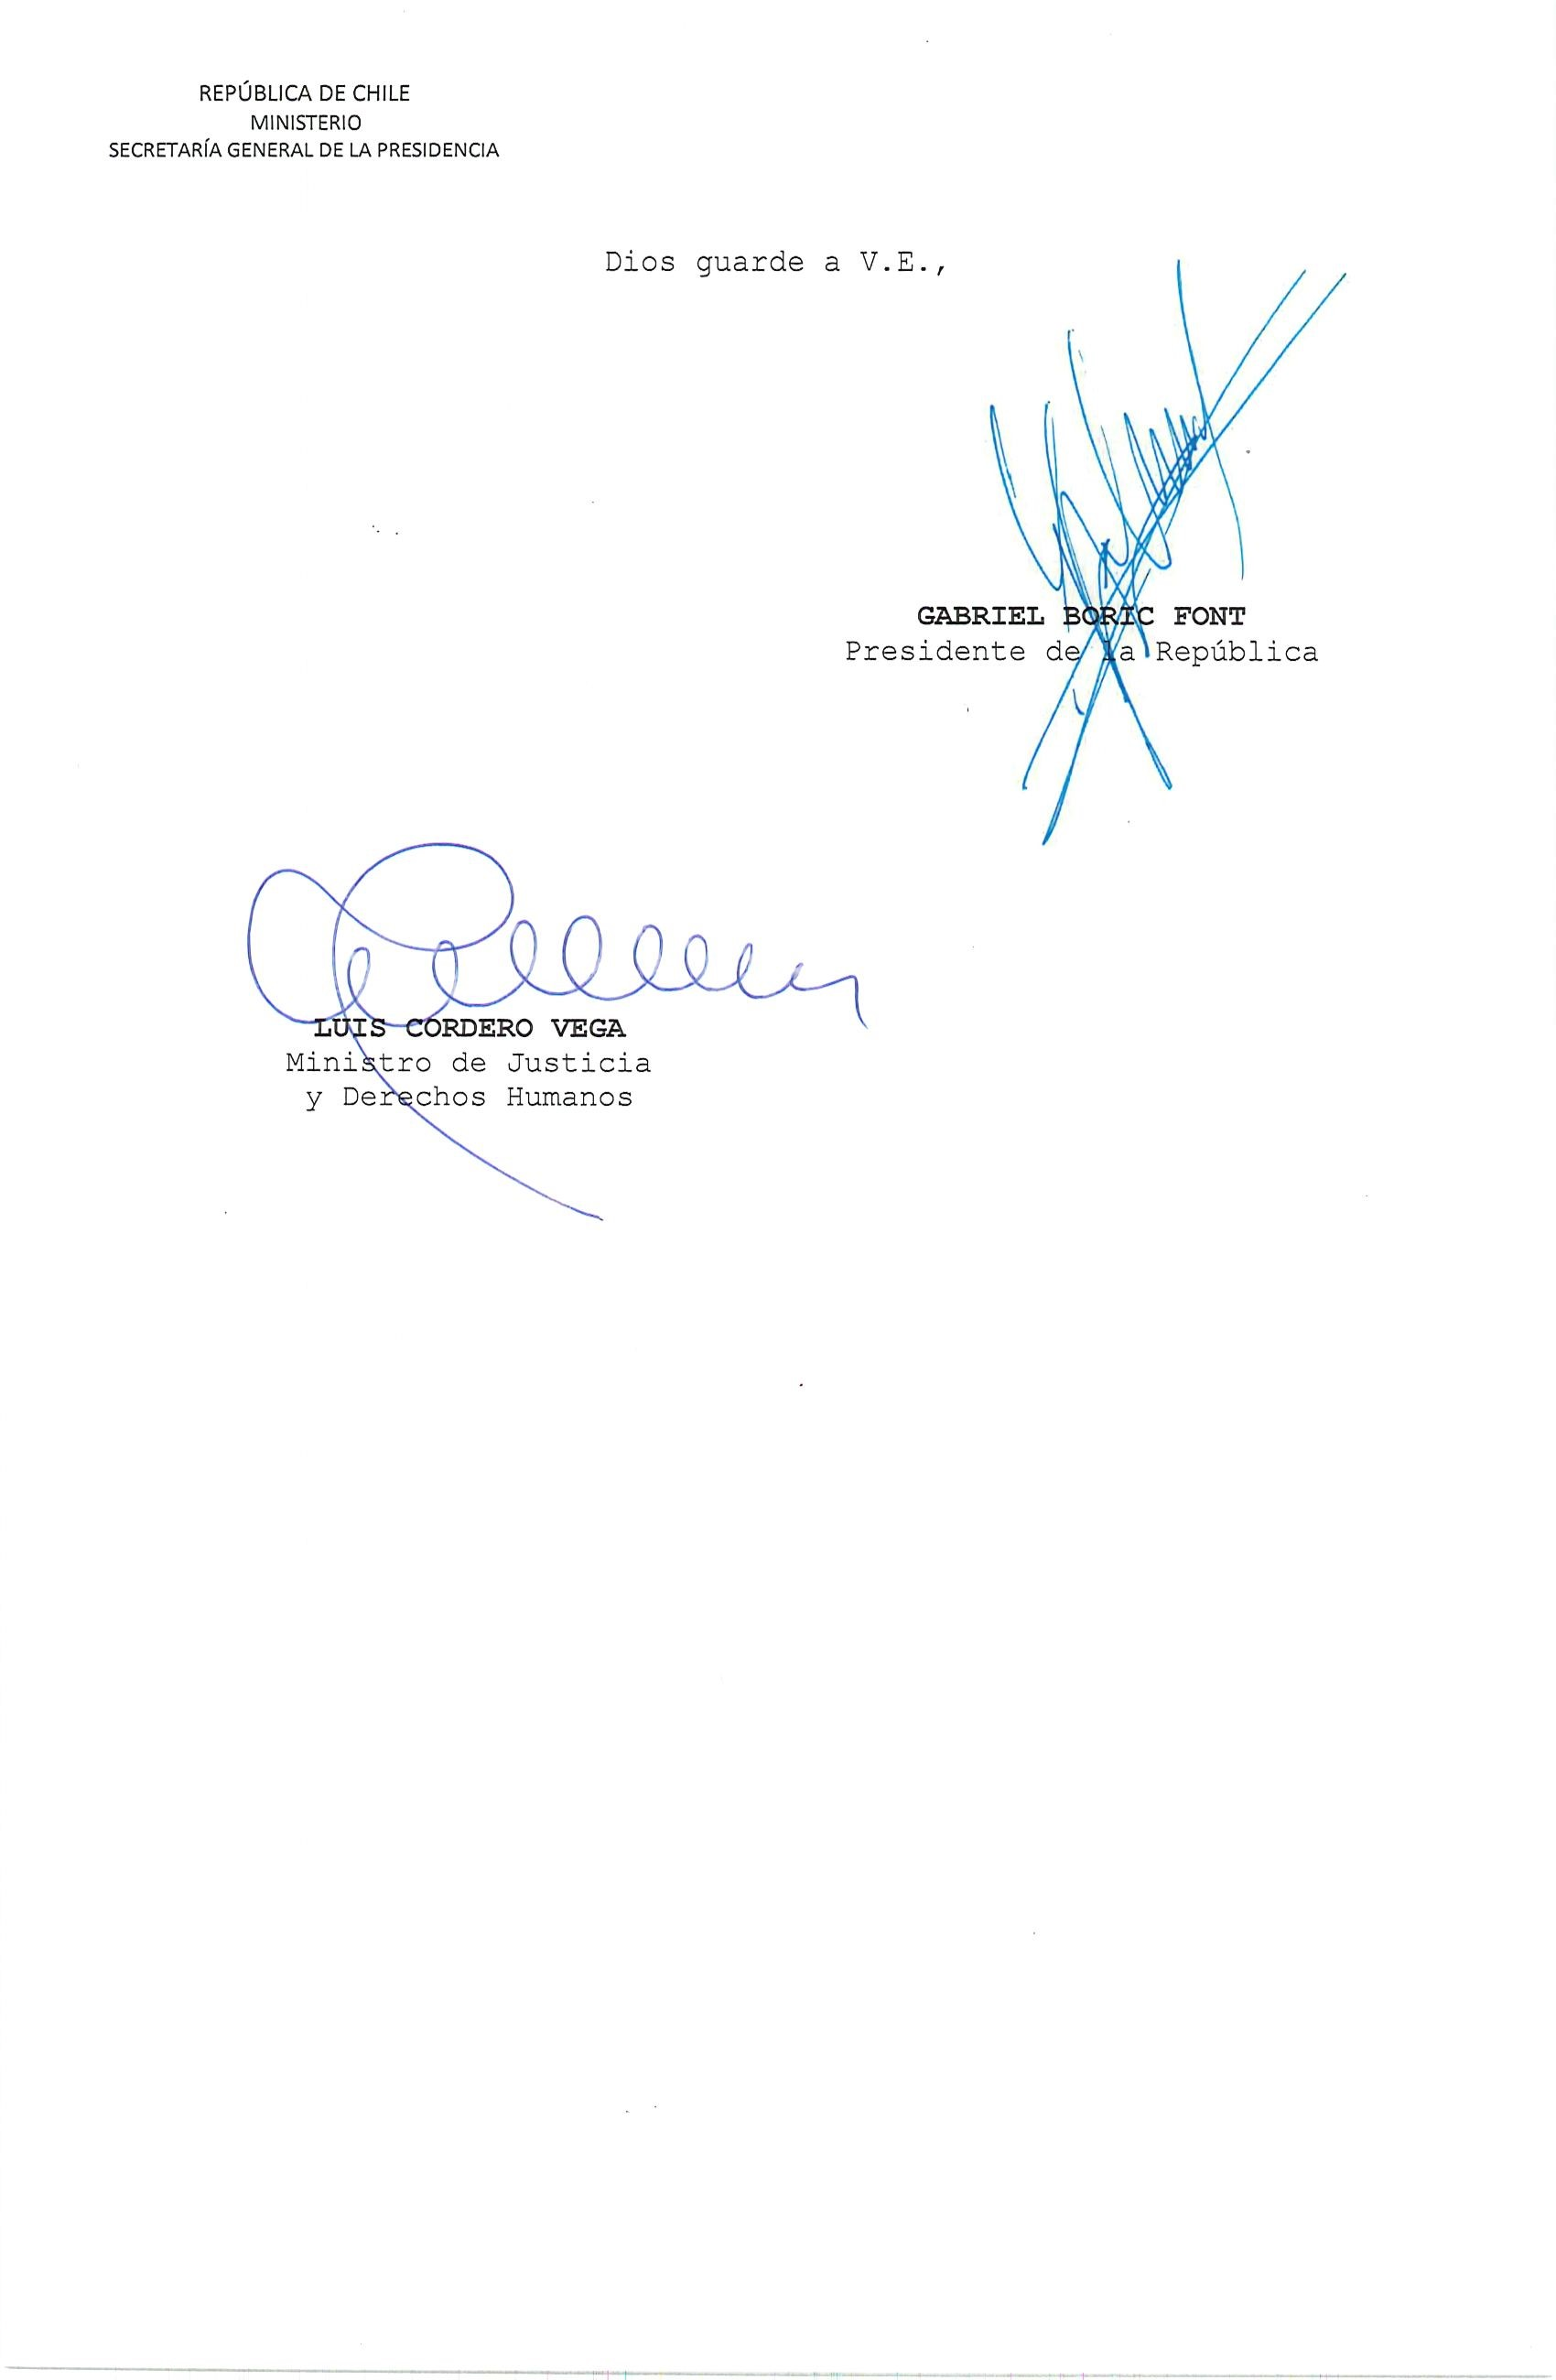 REPÚBLICA DE CHILE
MINISTERIO
SECRETARÍA GENERAL DE LA PRESIDENCIA
Dios guarde a V.E.,
GABRIEL BORIC FONT
Presidente de la República
LUIS CORDERO VEGA
Ministro de Justicia
y Derechos Humanos